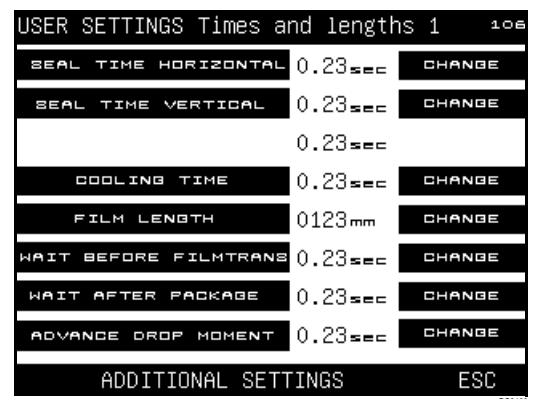 USER SETTINGS Times and lengths 1 106
SEAL TIME HORIZONTAL 0.23sec CHANGE
SEAL TIME VERTICAL 0.23sec CHANGE
0.23sec
COOLING TIME 0.23sec CHANGE
FILM LENGTH 0123mm CHANGE
WAIT BEFORE FILMTRANS 0.23sec CHANGE
WAIT AFTER PACKAGE 0.23sec CHANGE
ADVANCE DROP MOMENT 0.23sec CHANGE
ADDITIONAL SETTINGS ESC